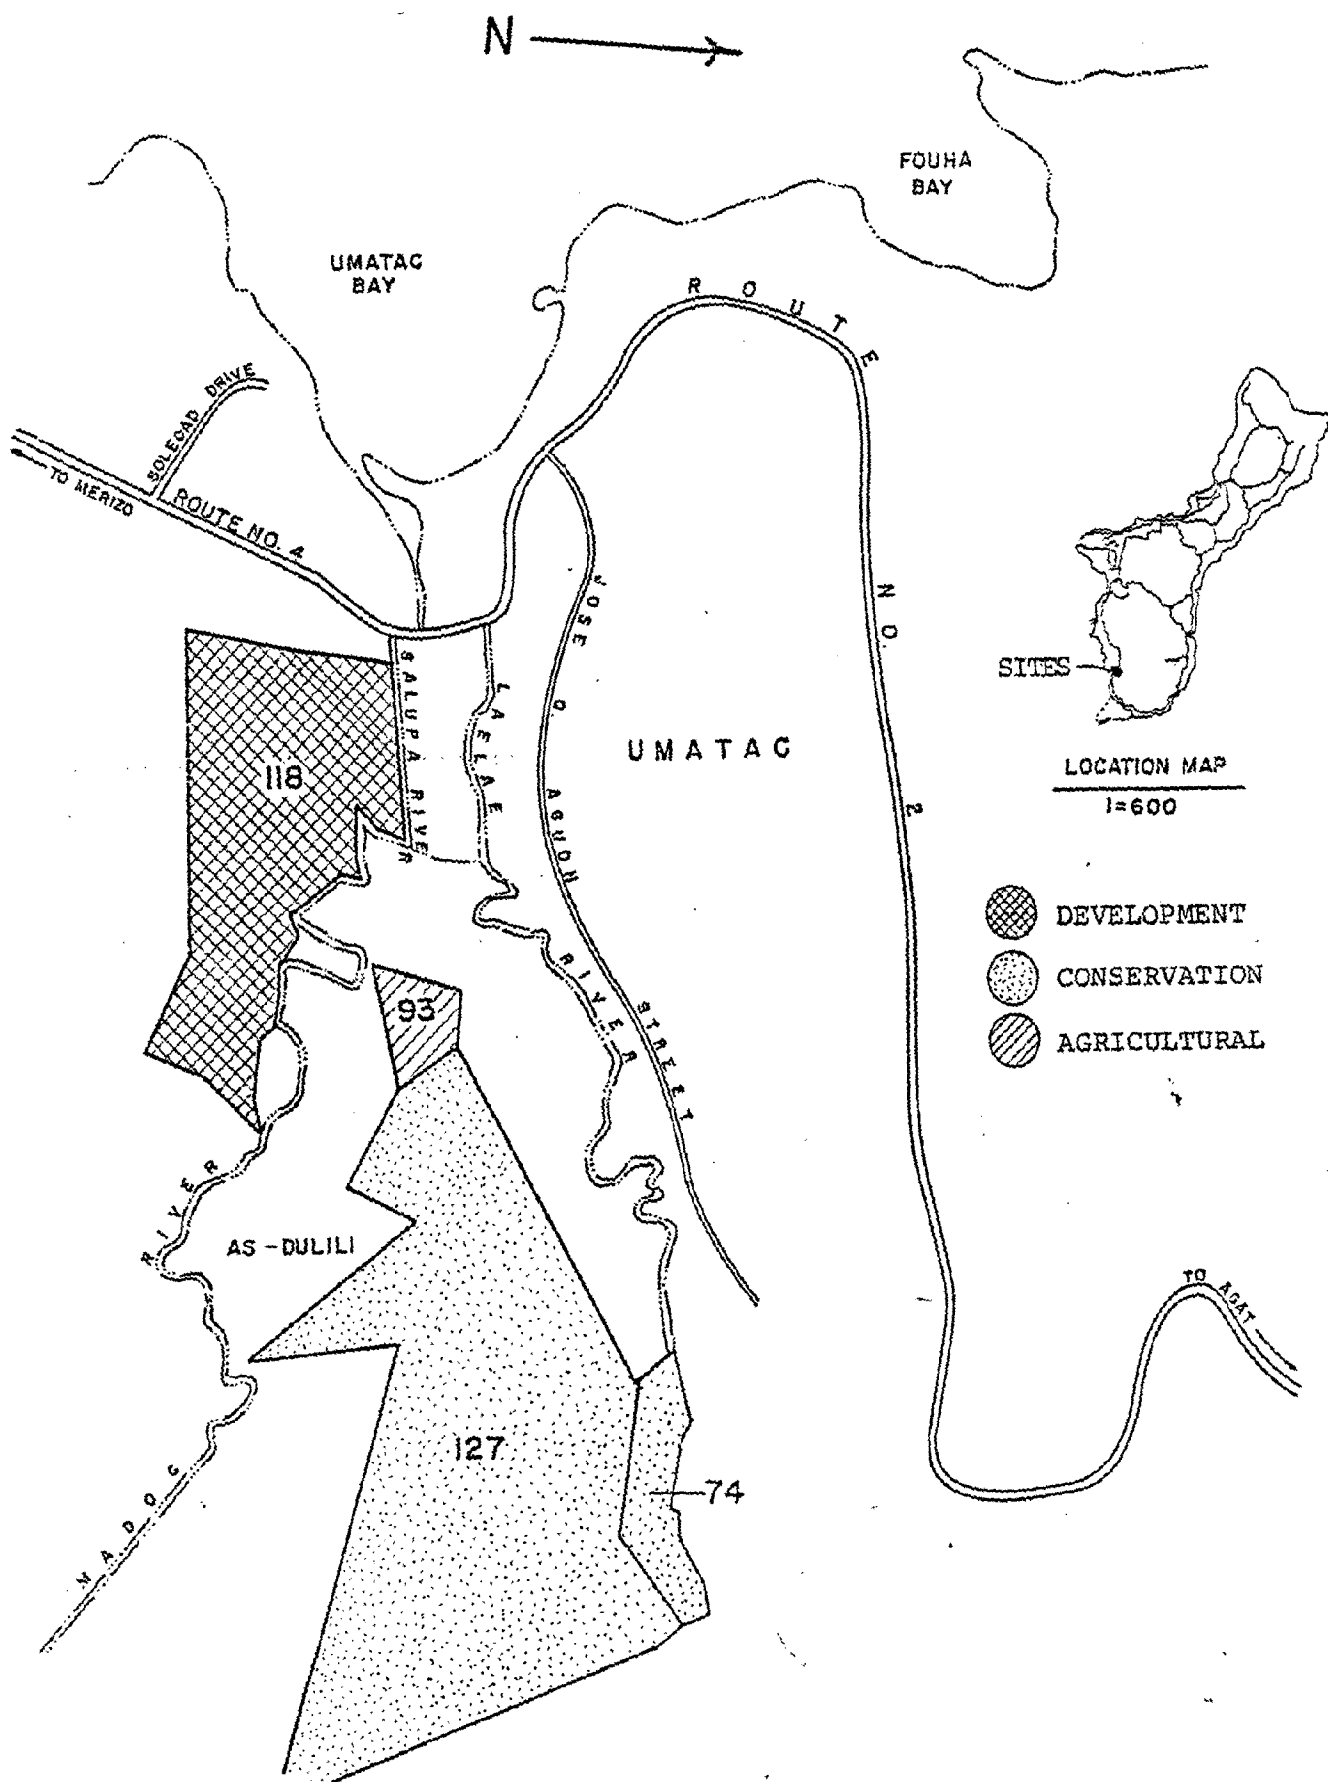 N
FOUHA
BAY
UMATAC
BAY
ROUTE NO. 2
SOLEDAD DRIVE
TO MERIZO
ROUTE NO. 4
SALUPA RIVER
LAELAE RIVER
JOSE Q. AGUON STREET
UMATAC
SITES
LOCATION MAP
1=600
118
DEVELOPMENT
CONSERVATION
AGRICULTURAL
93
AS-DULILI
TO AGAT
127
74
MADOG RIVER